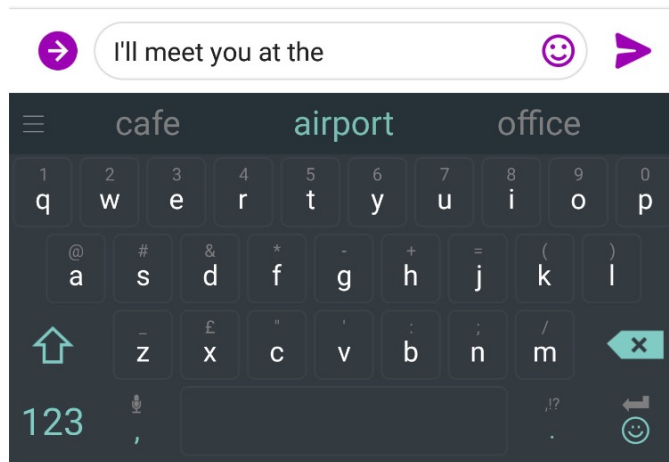 I'll meet you at the
cafe airport office
1 2 3 4 5 6 7 8 9 0
q w e r t y u i o p
@ # & * - + = ( )
a s d f g h j k l
_ £ " ' : ; /
z x c v b n m
,!?
123 , .